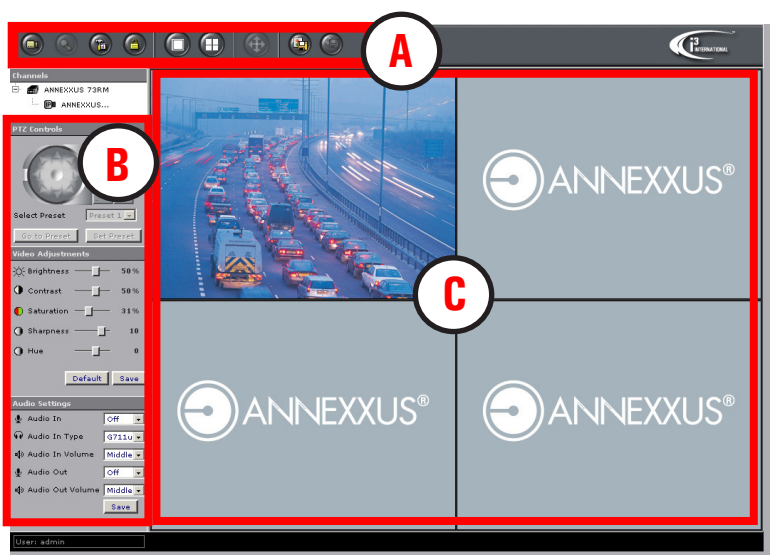 A
i3
INTERNATIONAL
Channels
ANNEXXUS 73RM
ANNEXXUS...
PTZ Controls
B
Select Preset Preset 1
Go to Preset Set Preset
Video Adjustments
Brightness 50%
Contrast 50%
Saturation 31%
Sharpness 10
Hue 0
Default Save
Audio Settings
Audio In Off
Audio In Type G711u
Audio In Volume Middle
Audio Out Off
Audio Out Volume Middle
Save
User: admin
ANNEXXUS®
C
ANNEXXUS®
ANNEXXUS®